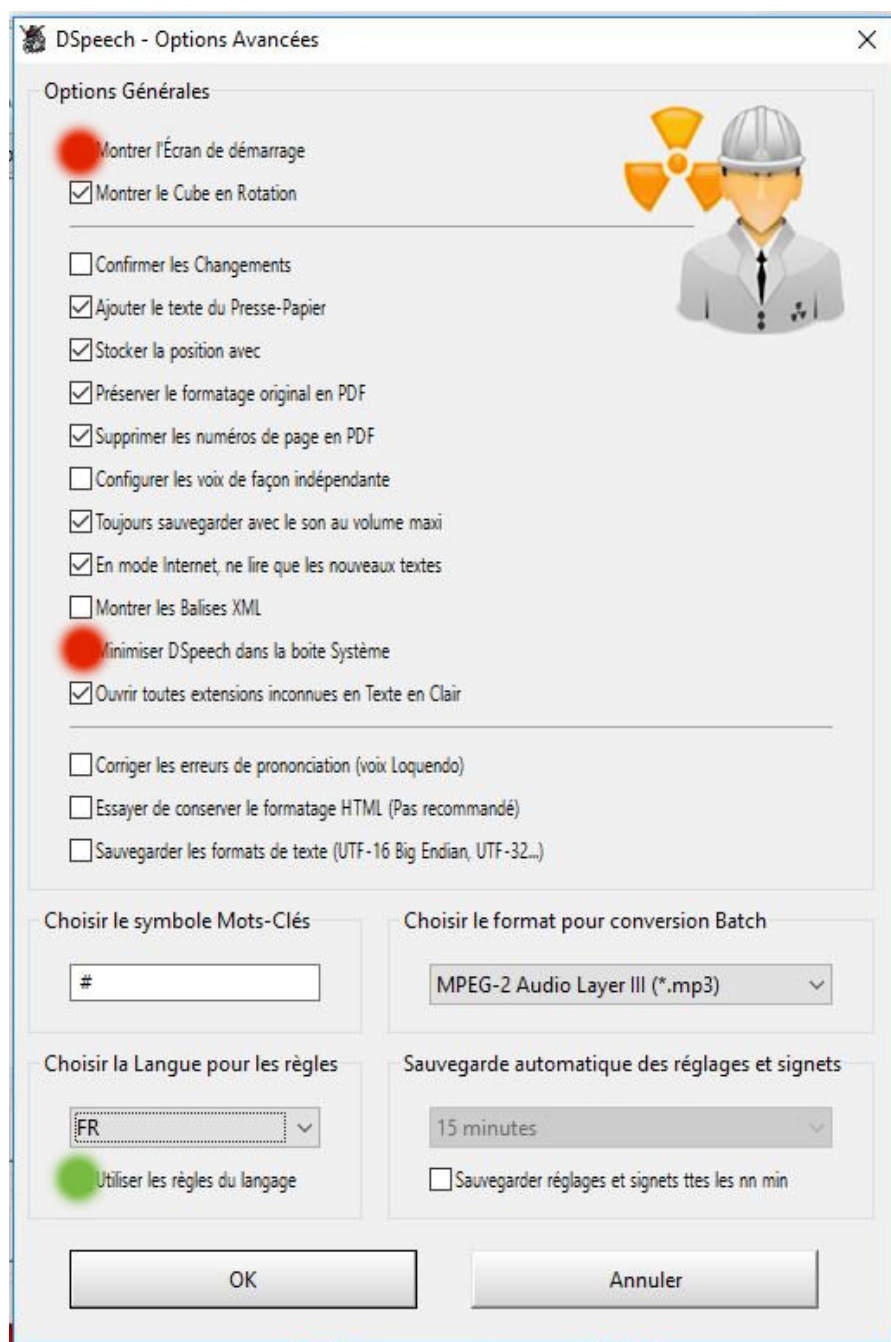 DSpeech - Options Avancées
Options Générales
Montrer l'Écran de démarrage
Montrer le Cube en Rotation
Confirmer les Changements
Ajouter le texte du Presse-Papier
Stocker la position avec
Préserver le formatage original en PDF
Supprimer les numéros de page en PDF
Configurer les voix de façon indépendante
Toujours sauvegarder avec le son au volume maxi
En mode Internet, ne lire que les nouveaux textes
Montrer les Balises XML
Minimiser DSpeech dans la boite Système
Ouvrir toutes extensions inconnues en Texte en Clair
Corriger les erreurs de prononciation (voix Loquendo)
Essayer de conserver le formatage HTML (Pas recommandé)
Sauvegarder les formats de texte (UTF-16 Big Endian, UTF-32...)
Choisir le symbole Mots-Clés
#
Choisir le format pour conversion Batch
MPEG-2 Audio Layer III (*.mp3)
Choisir la Langue pour les règles
FR
Utiliser les règles du langage
Sauvegarde automatique des réglages et signets
15 minutes
Sauvegarder réglages et signets ttes les nn min
OK
Annuler